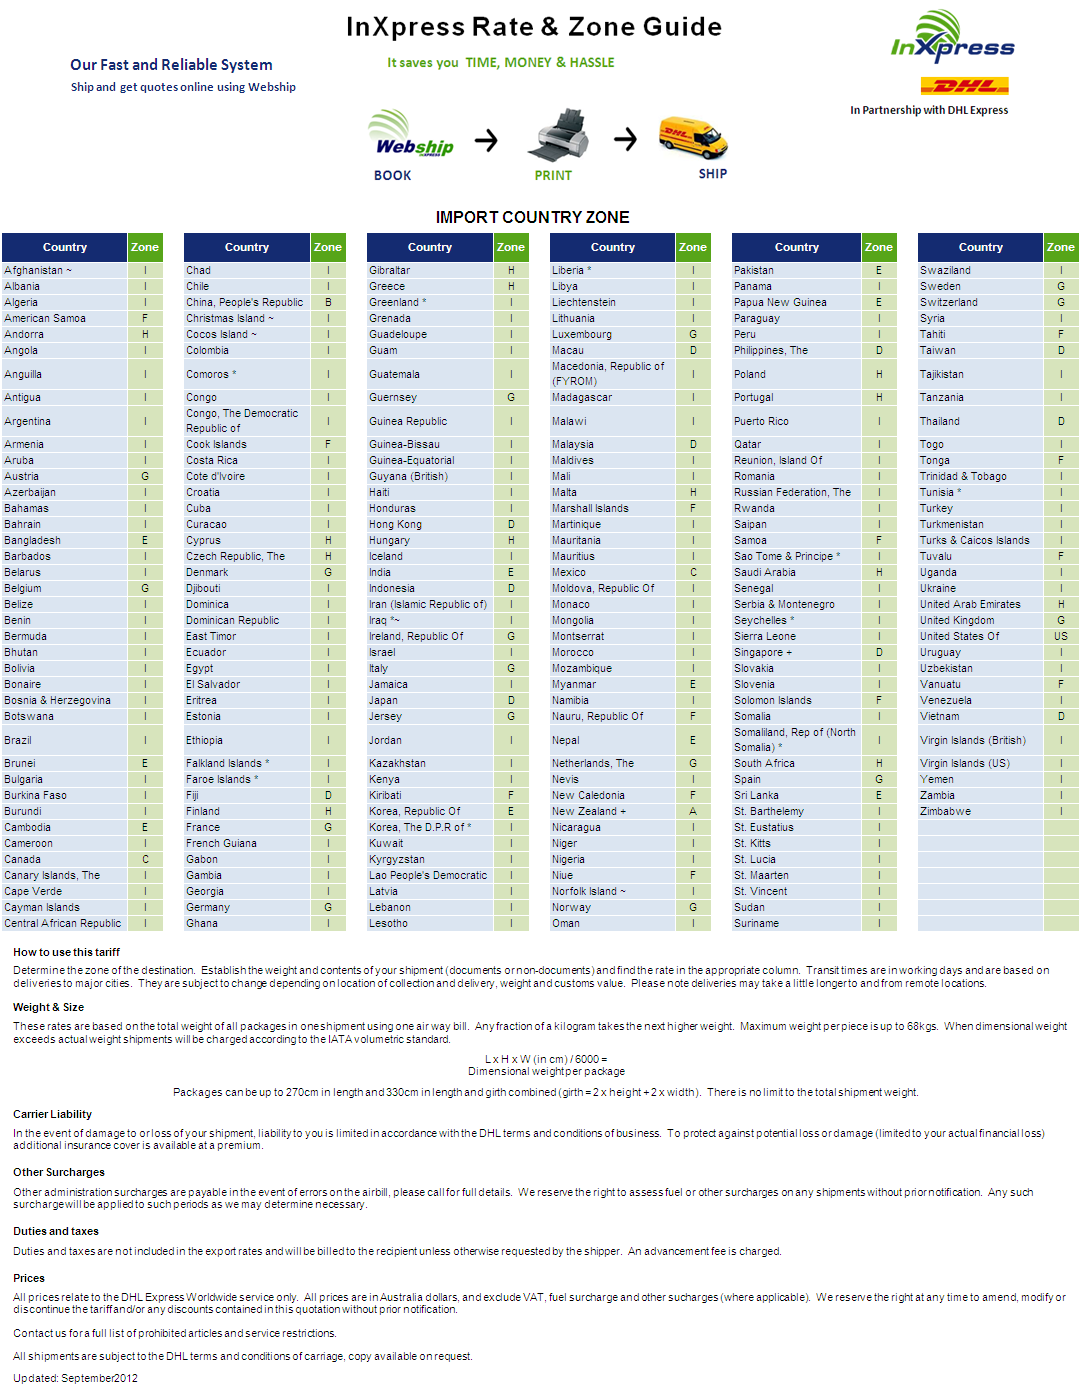 InXpress Rate & Zone Guide
InXpress
Our Fast and Reliable System
It saves you TIME, MONEY & HASSLE
Ship and get quotes online using Webship
DHL
In Partnership with DHL Express
Webship
INXPRESS
DHL
BOOK
PRINT
SHIP
IMPORT COUNTRY ZONE
Country Zone
Afghanistan ~ I
Albania I
Algeria I
American Samoa F
Andorra H
Angola I
Anguilla I
Antigua I
Argentina I
Armenia I
Aruba I
Austria G
Azerbaijan I
Bahamas I
Bahrain I
Bangladesh E
Barbados I
Belarus I
Belgium G
Belize I
Benin I
Bermuda I
Bhutan I
Bolivia I
Bonaire I
Bosnia & Herzegovina I
Botswana I
Brazil I
Brunei E
Bulgaria I
Burkina Faso I
Burundi I
Cambodia E
Cameroon I
Canada C
Canary Islands, The I
Cape Verde I
Cayman Islands I
Central African Republic I
Country Zone
Chad I
Chile I
China, People's Republic B
Christmas Island ~ I
Cocos Island ~ I
Colombia I
Comoros * I
Congo I
Congo, The Democratic
Republic of I
Cook Islands F
Costa Rica I
Cote d'Ivoire I
Croatia I
Cuba I
Curacao I
Cyprus H
Czech Republic, The H
Denmark G
Djibouti I
Dominica I
Dominican Republic I
East Timor I
Ecuador I
Egypt I
El Salvador I
Eritrea I
Estonia I
Ethiopia I
Falkland Islands * I
Faroe Islands * I
Fiji D
Finland H
France G
French Guiana I
Gabon I
Gambia I
Georgia I
Germany G
Ghana I
Country Zone
Gibraltar H
Greece H
Greenland * I
Grenada I
Guadeloupe I
Guam I
Guatemala I
Guernsey G
Guinea Republic I
Guinea-Bissau I
Guinea-Equatorial I
Guyana (British) I
Haiti I
Honduras I
Hong Kong D
Hungary H
Iceland I
India E
Indonesia D
Iran (Islamic Republic of) I
Iraq *~ I
Ireland, Republic Of G
Israel I
Italy G
Jamaica I
Japan D
Jersey G
Jordan I
Kazakhstan I
Kenya I
Kiribati F
Korea, Republic Of E
Korea, The D.P.R of * I
Kuwait I
Kyrgyzstan I
Lao People's Democratic I
Latvia I
Lebanon I
Lesotho I
Country Zone
Liberia * I
Libya I
Liechtenstein I
Lithuania I
Luxembourg G
Macau D
Macedonia, Republic of
(FYROM) I
Madagascar I
Malawi I
Malaysia D
Maldives I
Mali I
Malta H
Marshall Islands F
Martinique I
Mauritania I
Mauritius I
Mexico C
Moldova, Republic Of I
Monaco I
Mongolia I
Montserrat I
Morocco I
Mozambique I
Myanmar E
Namibia I
Nauru, Republic Of F
Nepal E
Netherlands, The G
Nevis I
New Caledonia F
New Zealand + A
Nicaragua I
Niger I
Nigeria I
Niue F
Norfolk Island ~ I
Norway G
Oman I
Country Zone
Pakistan E
Panama I
Papua New Guinea E
Paraguay I
Peru I
Philippines, The D
Poland H
Portugal H
Puerto Rico I
Qatar I
Reunion, Island Of I
Romania I
Russian Federation, The I
Rwanda I
Saipan I
Samoa F
Sao Tome & Principe * I
Saudi Arabia H
Senegal I
Serbia & Montenegro I
Seychelles * I
Sierra Leone I
Singapore + D
Slovakia I
Slovenia I
Solomon Islands F
Somalia I
Somaliland, Rep of (North
Somalia) * I
South Africa H
Spain G
Sri Lanka E
St. Barthelemy I
St. Eustatius I
St. Kitts I
St. Lucia I
St. Maarten I
St. Vincent I
Sudan I
Suriname I
Country Zone
Swaziland I
Sweden G
Switzerland G
Syria I
Tahiti F
Taiwan D
Tajikistan I
Tanzania I
Thailand D
Togo I
Tonga F
Trinidad & Tobago I
Tunisia * I
Turkey I
Turkmenistan I
Turks & Caicos Islands I
Tuvalu F
Uganda I
Ukraine I
United Arab Emirates H
United Kingdom G
United States Of US
Uruguay I
Uzbekistan I
Vanuatu F
Venezuela I
Vietnam D
Virgin Islands (British) I
Virgin Islands (US) I
Yemen I
Zambia I
Zimbabwe I
How to use this tariff
Determine the zone of the destination. Establish the weight and contents of your shipment (documents or non-documents) and find the rate in the appropriate column. Transit times are in working days and are based on
deliveries to major cities. They are subject to change depending on location of collection and delivery, weight and customs value. Please note deliveries may take a little longer to and from remote locations.
Weight & Size
These rates are based on the total weight of all packages in one shipment using one air way bill. Any fraction of a kilogram takes the next higher weight. Maximum weight per piece is up to 68kgs. When dimensional weight
exceeds actual weight shipments will be charged according to the IATA volumetric standard.
L x H x W (in cm) / 6000 =
Dimensional weight per package
Packages can be up to 270cm in length and 330cm in length and girth combined (girth = 2 x height + 2 x width). There is no limit to the total shipment weight.
Carrier Liability
In the event of damage to or loss of your shipment, liability to you is limited in accordance with the DHL terms and conditions of business. To protect against potential loss or damage (limited to your actual financial loss)
additional insurance cover is available at a premium.
Other Surcharges
Other administration surcharges are payable in the event of errors on the airbill, please call for full details. We reserve the right to assess fuel or other surcharges on any shipments without prior notification. Any such
surcharge will be applied to such periods as we may determine necessary.
Duties and taxes
Duties and taxes are not included in the export rates and will be billed to the recipient unless otherwise requested by the shipper. An advancement fee is charged.
Prices
All prices relate to the DHL Express Worldwide service only. All prices are in Australia dollars, and exclude VAT, fuel surcharge and other sucharges (where applicable). We reserve the right at any time to amend, modify or
discontinue the tariff and/or any discounts contained in this quotation without prior notification.
Contact us for a full list of prohibited articles and service restrictions.
All shipments are subject to the DHL terms and conditions of carriage, copy available on request.
Updated: September2012